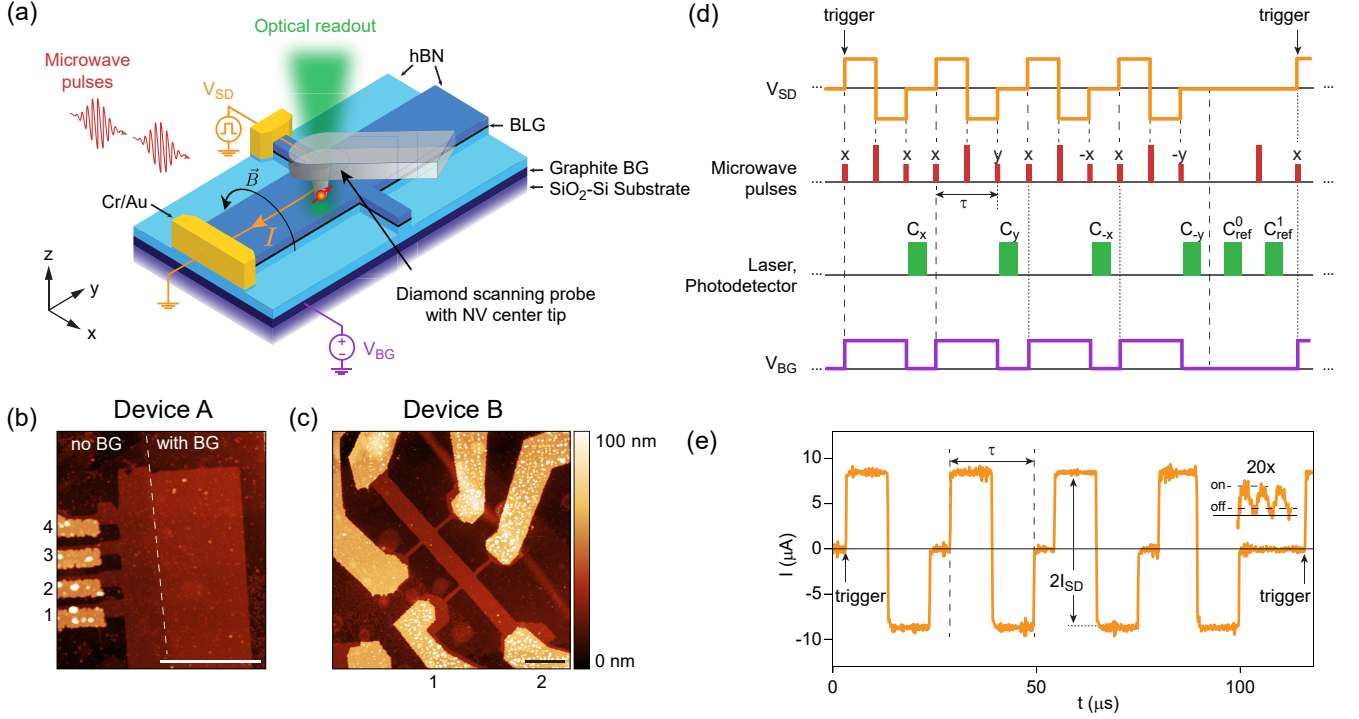 (a)
Optical readout
Microwave
pulses
hBN
V_SD
BLG
Graphite BG
SiO₂-Si Substrate
B⃗
Cr/Au
I
z
y
x
Diamond scanning probe
with NV center tip
V_BG
(b)
Device A
no BG
with BG
4
3
2
1
(c)
Device B
100 nm
0 nm
1
2
(d)
trigger
trigger
V_SD
...
...
Microwave
pulses
...
x
x
x
y
x
-x
x
-y
x
...
τ
C_x
C_y
C_-x
C_-y
C⁰_ref
C¹_ref
Laser,
Photodetector
...
...
V_BG
...
...
(e)
10
5
0
-5
-10
I (μA)
τ
20x
on
off
2I_SD
trigger
trigger
0
50
100
t (μs)